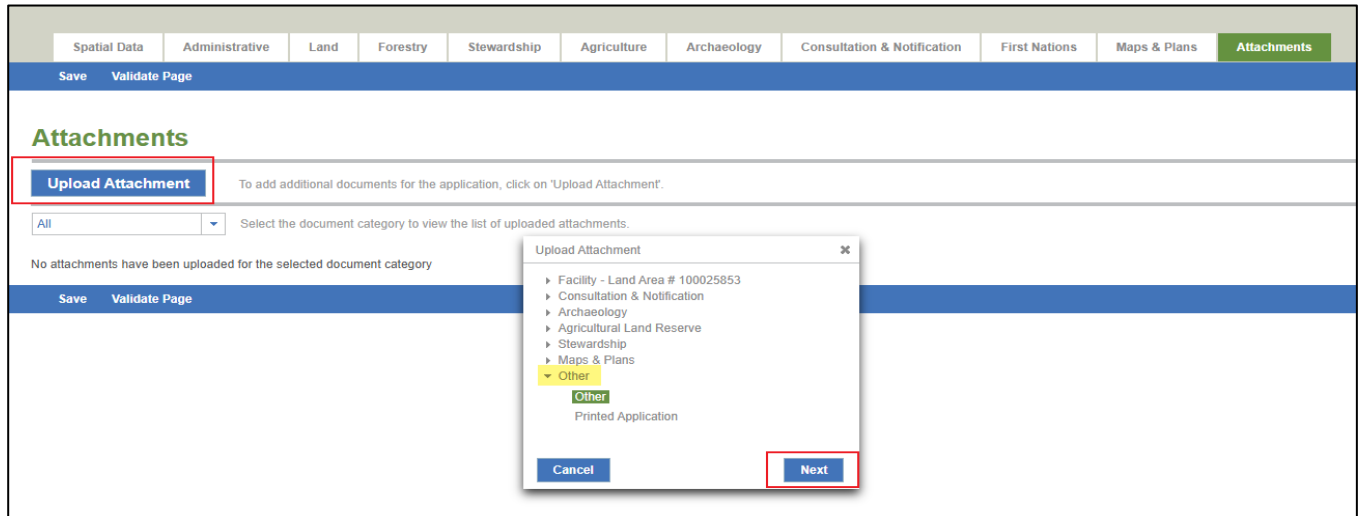 Spatial Data Administrative Land Forestry Stewardship Agriculture Archaeology Consultation & Notification First Nations Maps & Plans Attachments
Save Validate Page
Attachments
Upload Attachment To add additional documents for the application, click on 'Upload Attachment'.
All Select the document category to view the list of uploaded attachments.
No attachments have been uploaded for the selected document category
Save Validate Page
Upload Attachment
Facility - Land Area # 100025853
Consultation & Notification
Archaeology
Agricultural Land Reserve
Stewardship
Maps & Plans
Other
Other
Printed Application
Cancel Next